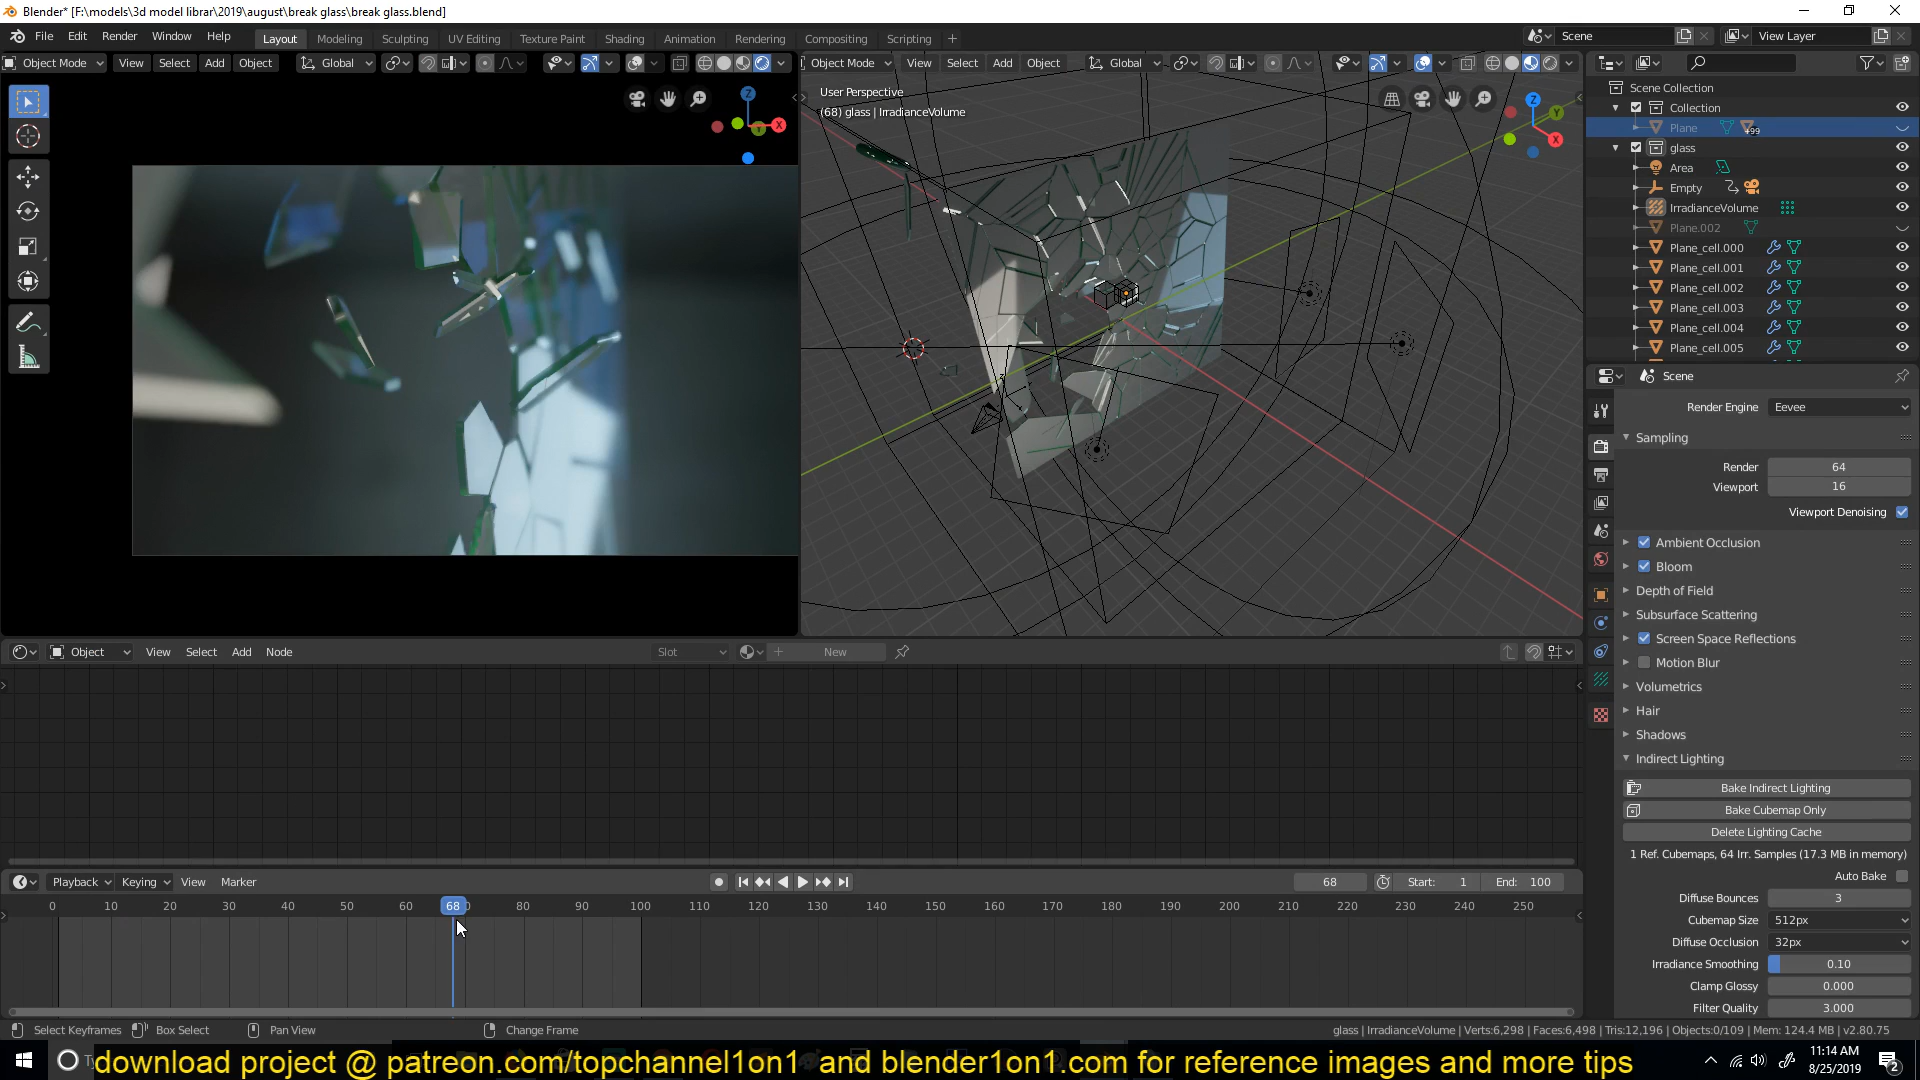 Blender* [F:\models\3d model librar\2019\august\break glass\break glass.blend]
File Edit Render Window Help Layout Modeling Sculpting UV Editing Texture Paint Shading Animation Rendering Compositing Scripting + Scene View Layer
Object Mode View Select Add Object Global Object Mode View Select Add Object Global
User Perspective
(68) glass | IrradianceVolume
Z Y X
Z Y X
Scene Collection
Collection
Plane +99
glass
Area
Empty
IrradianceVolume
Plane.002
Plane_cell.000
Plane_cell.001
Plane_cell.002
Plane_cell.003
Plane_cell.004
Plane_cell.005
Scene
Render Engine Eevee
Sampling
Render 64
Viewport 16
Viewport Denoising
Ambient Occlusion
Bloom
Depth of Field
Subsurface Scattering
Screen Space Reflections
Motion Blur
Volumetrics
Hair
Shadows
Indirect Lighting
Bake Indirect Lighting
Bake Cubemap Only
Delete Lighting Cache
1 Ref. Cubemaps, 64 Irr. Samples (17.3 MB in memory)
Auto Bake
Diffuse Bounces 3
Cubemap Size 512px
Diffuse Occlusion 32px
Irradiance Smoothing 0.10
Clamp Glossy 0.000
Filter Quality 3.000
Object View Select Add Node Slot New
Playback Keying View Marker 68 Start: 1 End: 100
0 10 20 30 40 50 60 68 80 90 100 110 120 130 140 150 160 170 180 190 200 210 220 230 240 250
Select Keyframes Box Select Pan View Change Frame glass | IrradianceVolume | Verts:6,298 | Faces:6,498 | Tris:12,196 | Objects:0/109 | Mem: 124.4 MB | v2.80.75
download project @ patreon.com/topchannel1on1 and blender1on1.com for reference images and more tips
11:14 AM
8/25/2019
2